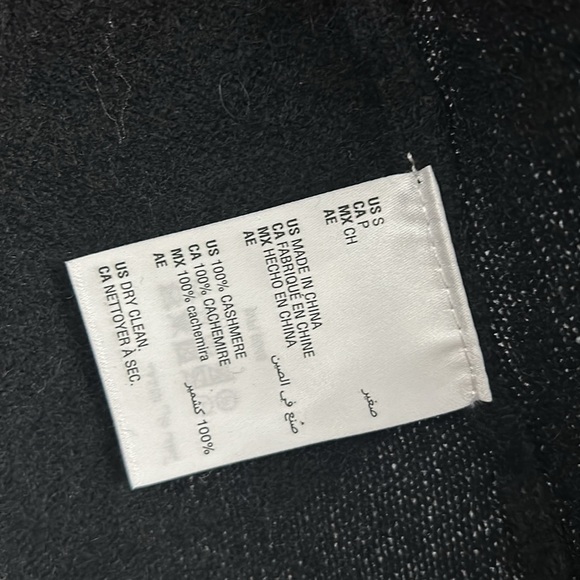 US S
CA P
MX CH
AE صغير
US MADE IN CHINA
CA FABRIQUÉ EN CHINE
MX HECHO EN CHINA
AE صُنع في الصين
US 100% CASHMERE
CA 100% CACHEMIRE
MX 100% cachemira
AE 100% كشمير
US DRY CLEAN.
CA NETTOYER À SEC.